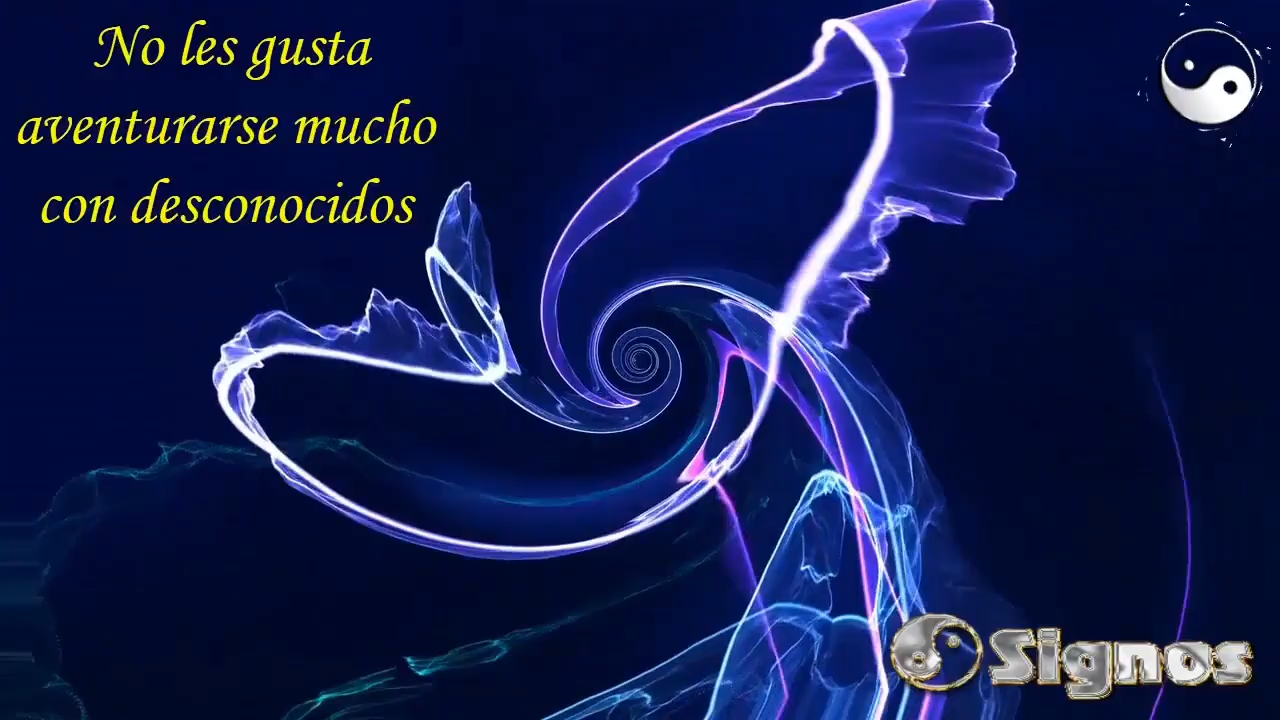 No les gusta
aventurarse mucho
con desconocidos
Signos